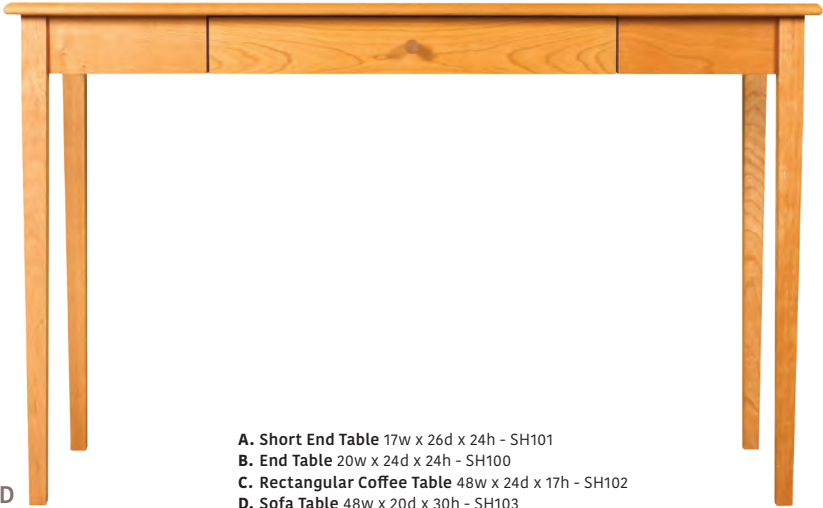 A. Short End Table 17w x 26d x 24h - SH101
B. End Table 20w x 24d x 24h - SH100
C. Rectangular Coffee Table 48w x 24d x 17h - SH102
D. Sofa Table 48w x 20d x 30h - SH103
D